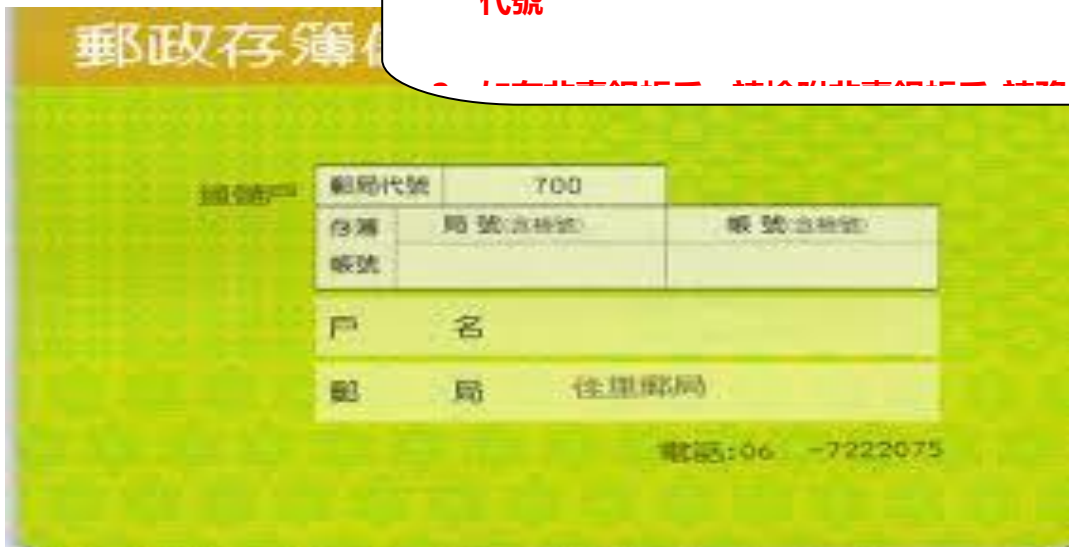 代號
郵政存簿
郵局代號 700
存簿 局號(含檢號) 帳號(含檢號)
帳號
戶 名
郵 局 佳里郵局
電話:06 -7222075